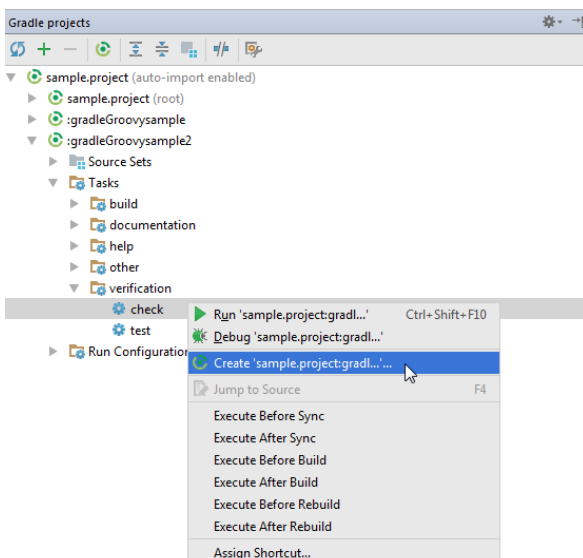 Gradle projects
sample.project (auto-import enabled)
sample.project (root)
:gradleGroovysample
:gradleGroovysample2
Source Sets
Tasks
build
documentation
help
other
verification
check
test
Run Configuration
Run 'sample.project:gradl...' Ctrl+Shift+F10
Debug 'sample.project:gradl...'
Create 'sample.project:gradl...'...
Jump to Source F4
Execute Before Sync
Execute After Sync
Execute Before Build
Execute After Build
Execute Before Rebuild
Execute After Rebuild
Assign Shortcut...